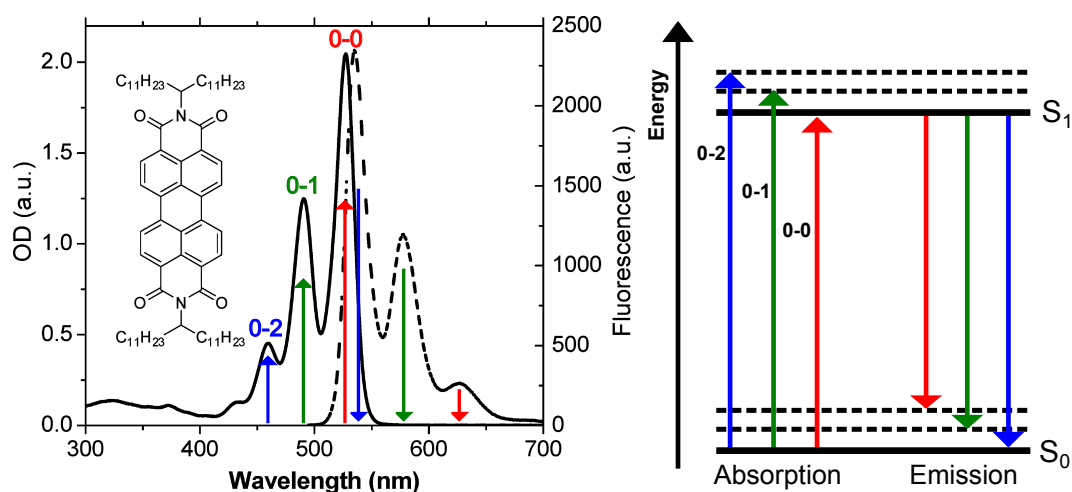 2500
2.0
2000
1.5
1500
1.0
1000
0.5
500
0.0
0
300
400
500
600
700
OD (a.u.)
Wavelength (nm)
Fluorescence (a.u.)
0-0
0-1
0-2
C11H23
C11H23
O
N
O
O
N
O
C11H23
C11H23
Energy
S1
0-2
0-1
0-0
S0
Absorption
Emission